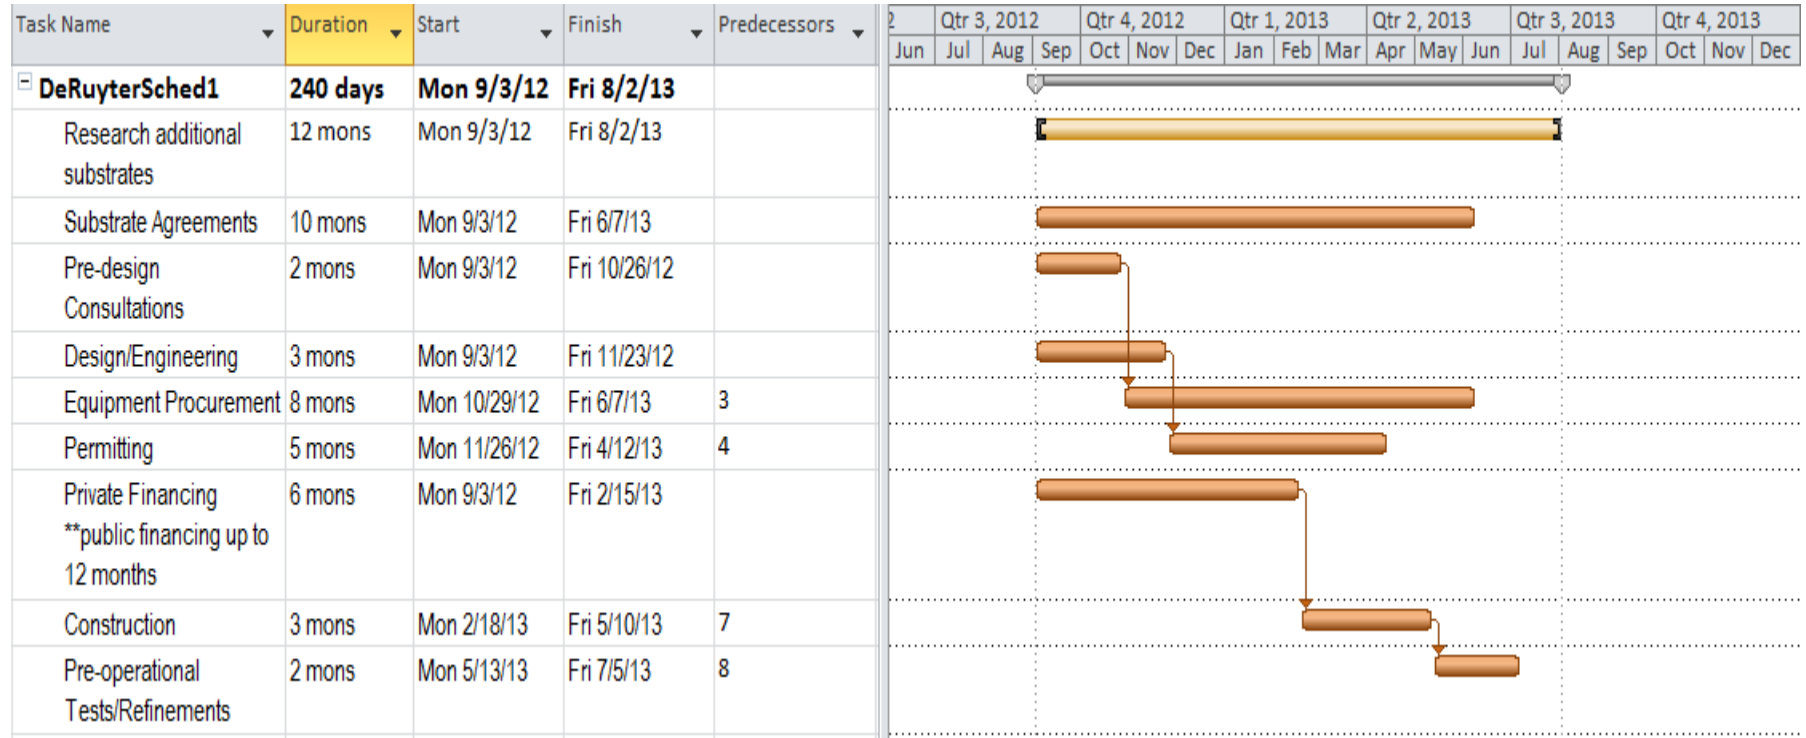 Task Name Duration Start Finish Predecessors
2 Qtr 3, 2012 Qtr 4, 2012 Qtr 1, 2013 Qtr 2, 2013 Qtr 3, 2013 Qtr 4, 2013
Jun Jul Aug Sep Oct Nov Dec Jan Feb Mar Apr May Jun Jul Aug Sep Oct Nov Dec
DeRuyterSched1 240 days Mon 9/3/12 Fri 8/2/13
Research additional 12 mons Mon 9/3/12 Fri 8/2/13
substrates
Substrate Agreements 10 mons Mon 9/3/12 Fri 6/7/13
Pre-design 2 mons Mon 9/3/12 Fri 10/26/12
Consultations
Design/Engineering 3 mons Mon 9/3/12 Fri 11/23/12
Equipment Procurement 8 mons Mon 10/29/12 Fri 6/7/13 3
Permitting 5 mons Mon 11/26/12 Fri 4/12/13 4
Private Financing 6 mons Mon 9/3/12 Fri 2/15/13
**public financing up to
12 months
Construction 3 mons Mon 2/18/13 Fri 5/10/13 7
Pre-operational 2 mons Mon 5/13/13 Fri 7/5/13 8
Tests/Refinements